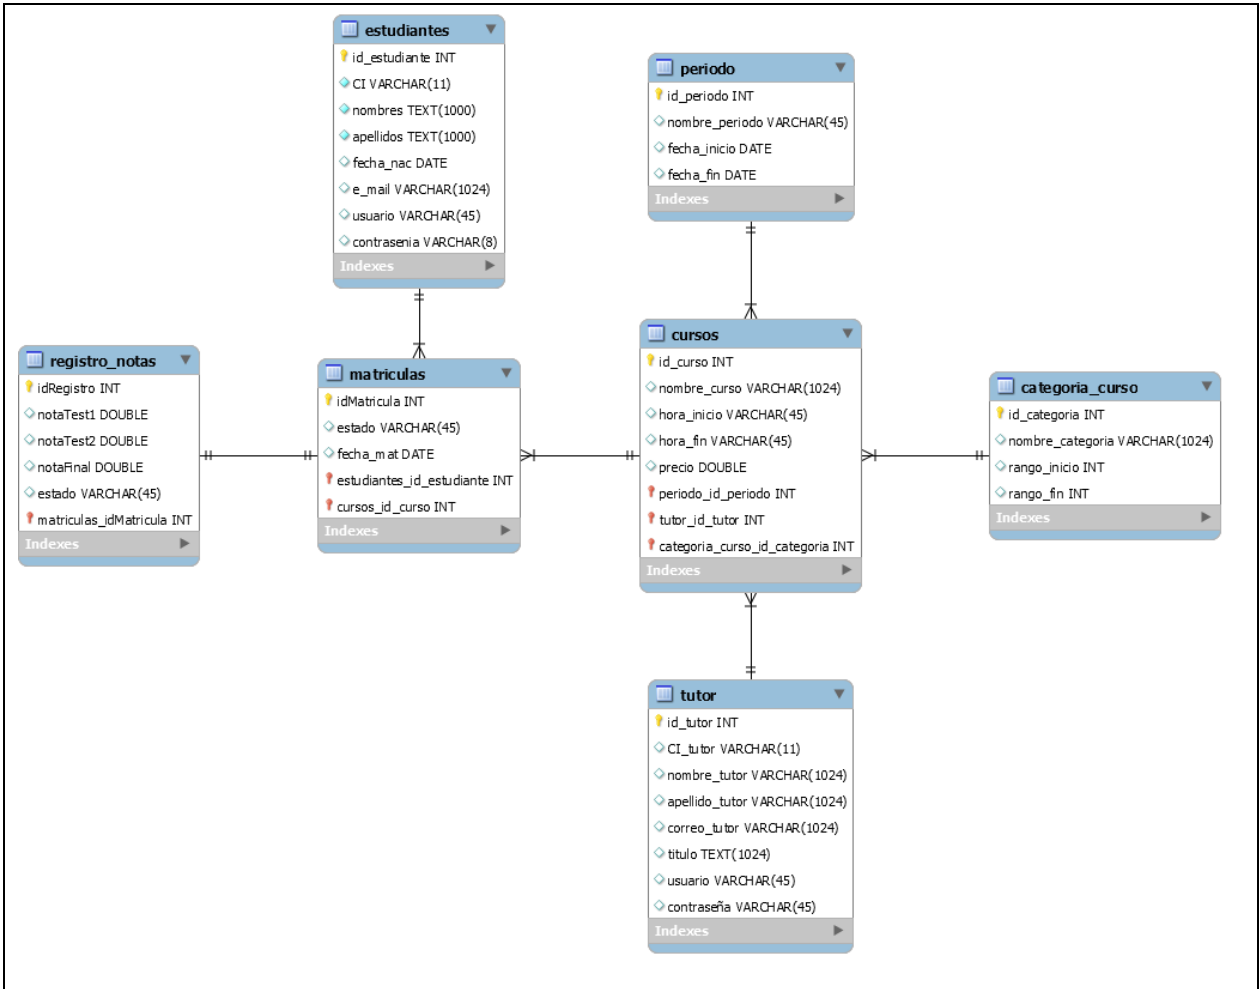 estudiantes
id_estudiante INT
CI VARCHAR(11)
nombres TEXT(1000)
apellidos TEXT(1000)
fecha_nac DATE
e_mail VARCHAR(1024)
usuario VARCHAR(45)
contrasenia VARCHAR(8)
Indexes
periodo
id_periodo INT
nombre_periodo VARCHAR(45)
fecha_inicio DATE
fecha_fin DATE
Indexes
registro_notas
idRegistro INT
notaTest1 DOUBLE
notaTest2 DOUBLE
notaFinal DOUBLE
estado VARCHAR(45)
matriculas_idMatricula INT
Indexes
matriculas
idMatricula INT
estado VARCHAR(45)
fecha_mat DATE
estudiantes_id_estudiante INT
cursos_id_curso INT
Indexes
cursos
id_curso INT
nombre_curso VARCHAR(1024)
hora_inicio VARCHAR(45)
hora_fin VARCHAR(45)
precio DOUBLE
periodo_id_periodo INT
tutor_id_tutor INT
categoria_curso_id_categoria INT
Indexes
categoria_curso
id_categoria INT
nombre_categoria VARCHAR(1024)
rango_inicio INT
rango_fin INT
Indexes
tutor
id_tutor INT
CI_tutor VARCHAR(11)
nombre_tutor VARCHAR(1024)
apellido_tutor VARCHAR(1024)
correo_tutor VARCHAR(1024)
titulo TEXT(1024)
usuario VARCHAR(45)
contraseña VARCHAR(45)
Indexes